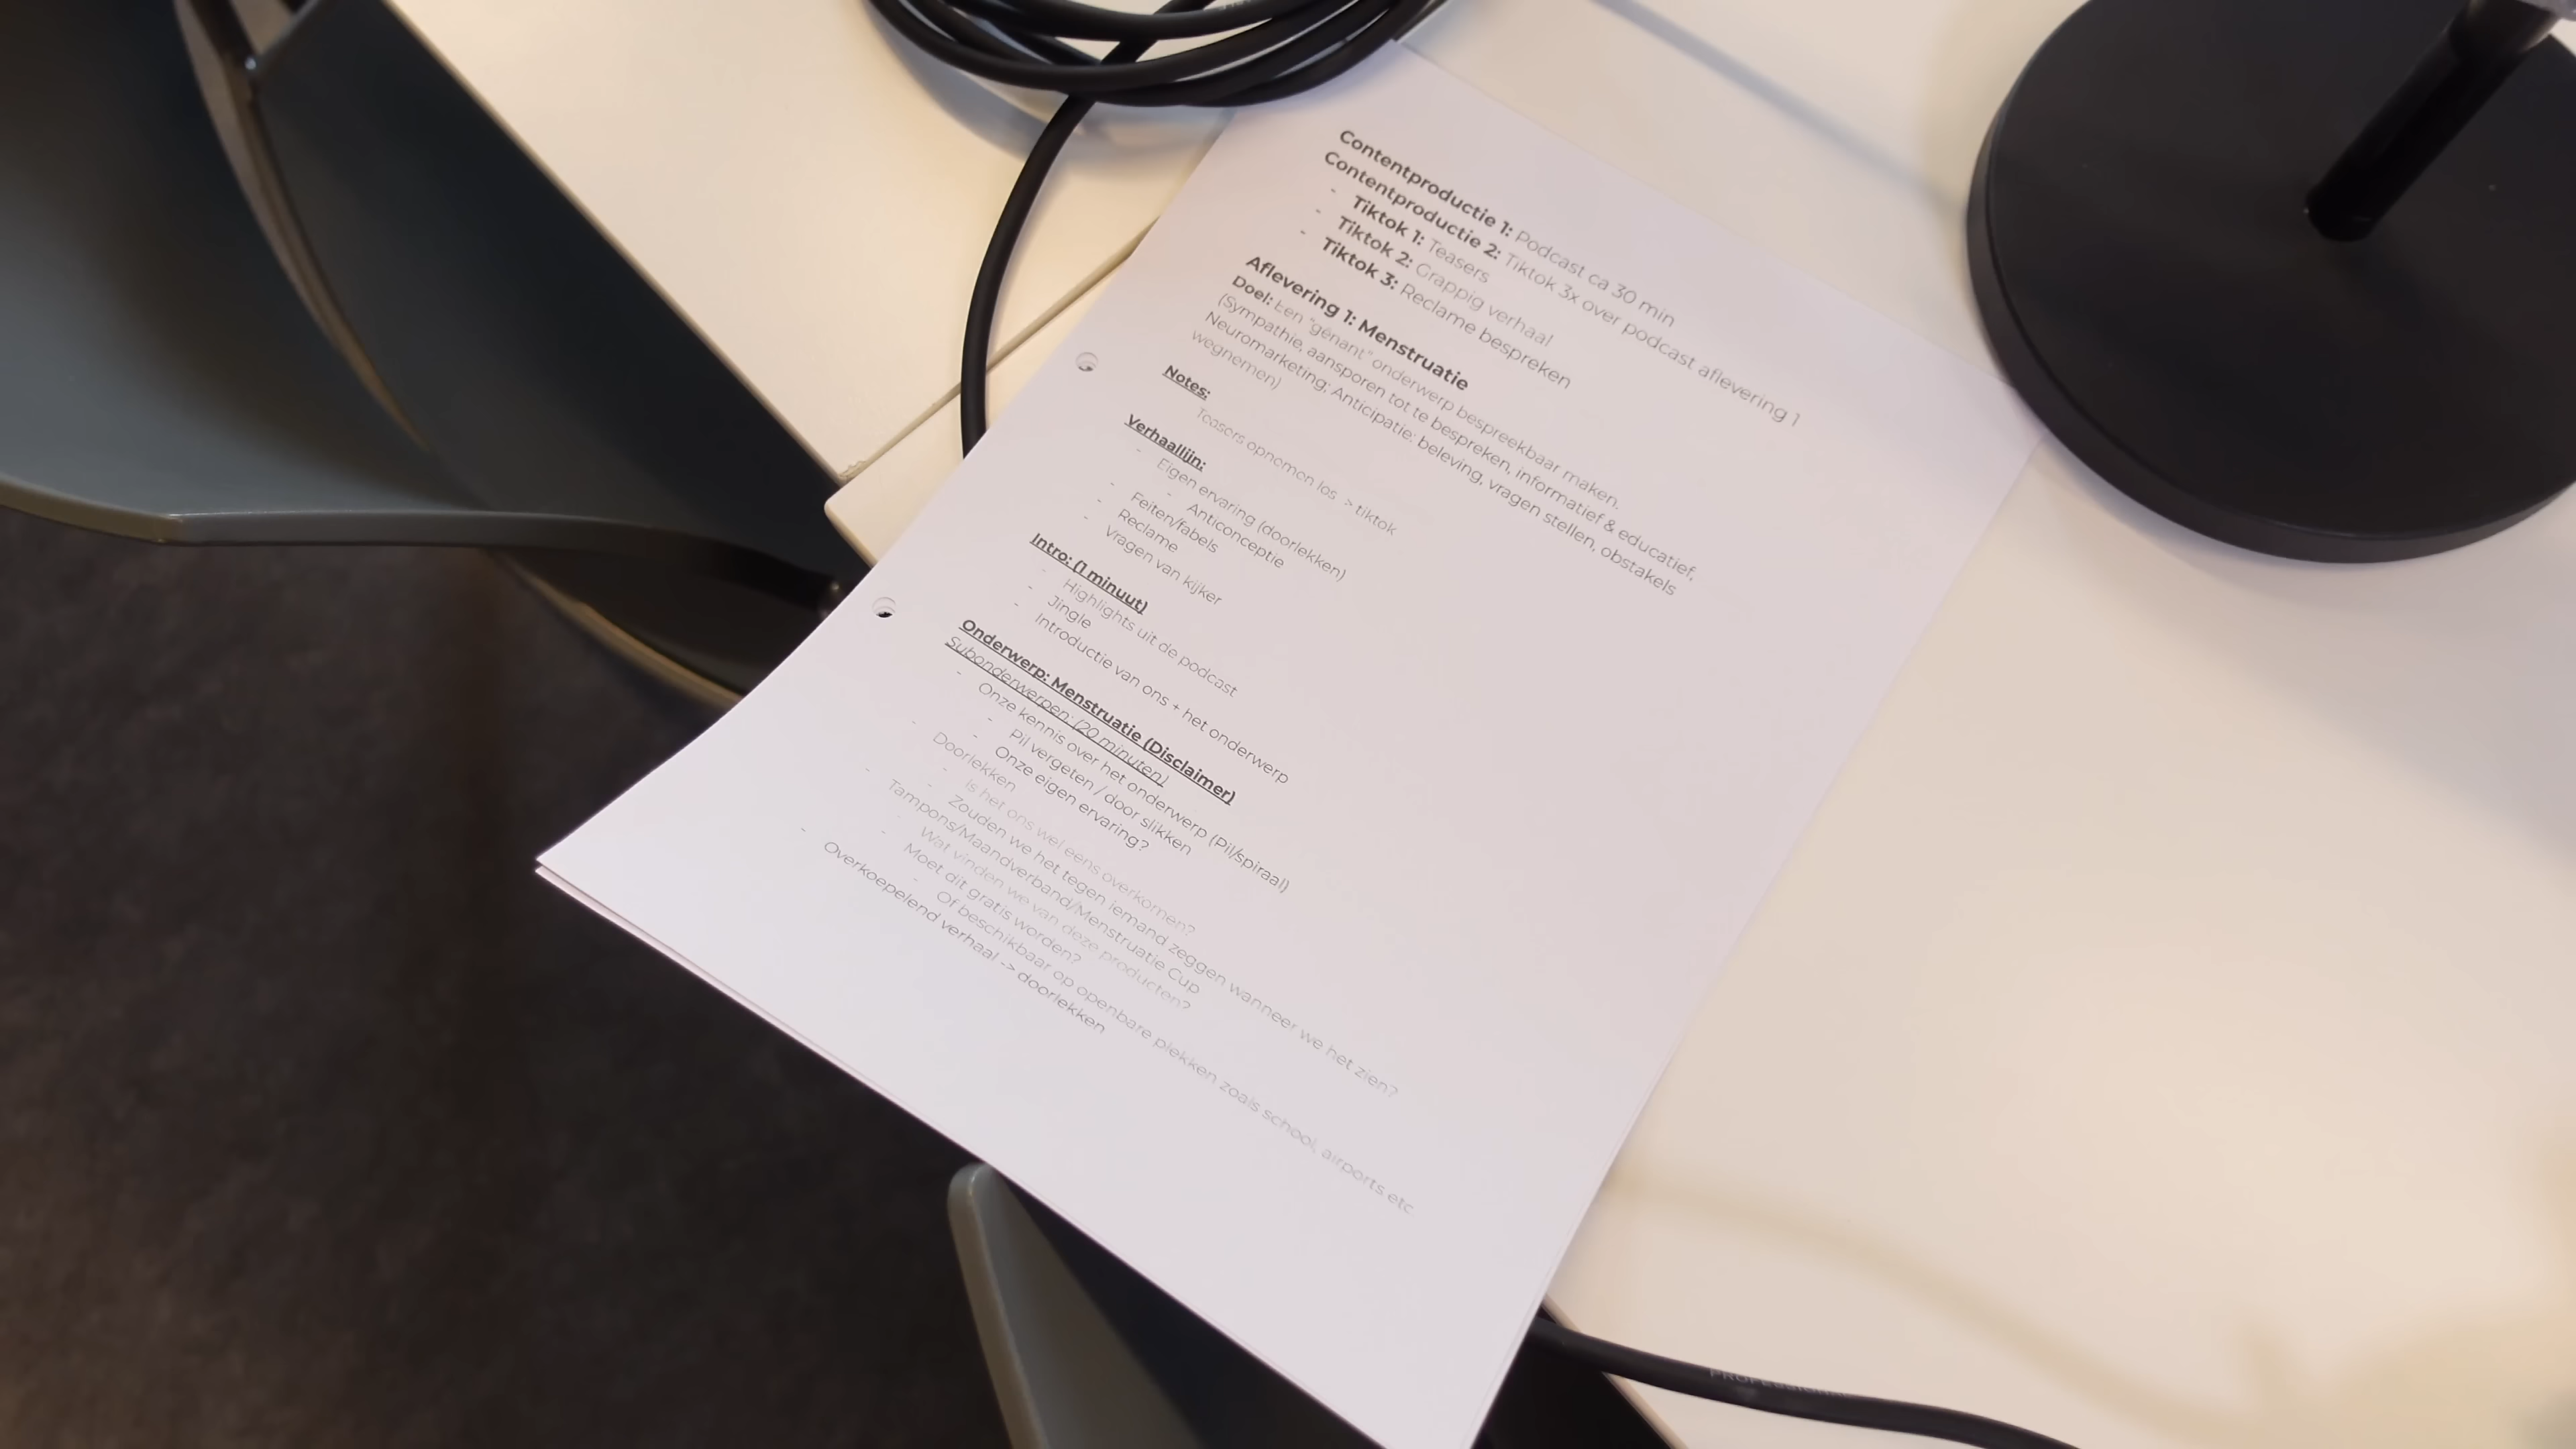 Contentproductie 1: Podcast ca 30 min
Contentproductie 2: Tiktok 3x over podcast aflevering 1
- Tiktok 1: Teasers
- Tiktok 2: Grappig verhaal
- Tiktok 3: Reclame bespreken
Aflevering 1: Menstruatie
Doel: Een "gênant" onderwerp bespreekbaar maken.
(Sympathie, aansporen tot te bespreken, informatief & educatief,
Neuromarketing; Anticipatie: beleving, vragen stellen, obstakels
wegnemen)
Notes:
Teasers opnemen los -> tiktok
Verhaallijn:
- Eigen ervaring (doorlekken)
- Anticonceptie
- Feiten/fabels
- Reclame
- Vragen van kijker
Intro: (1 minuut)
- Highlights uit de podcast
- Jingle
- Introductie van ons + het onderwerp
Onderwerp: Menstruatie (Disclaimer)
Subonderwerpen: (20 minuten)
- Onze kennis over het onderwerp (Pil/spiraal)
- Pil vergeten / door slikken
- Onze eigen ervaring?
- Doorlekken
- Is het ons wel eens overkomen?
- Zouden we het tegen iemand zeggen wanneer we het zien?
- Tampons/Maandverband/Menstruatie Cup
- Wat vinden we van deze producten?
- Moet dit gratis worden?
- Of beschikbaar op openbare plekken zoals school, airports etc
- Overkoepelend verhaal -> doorlekken
PROFESSIONAL